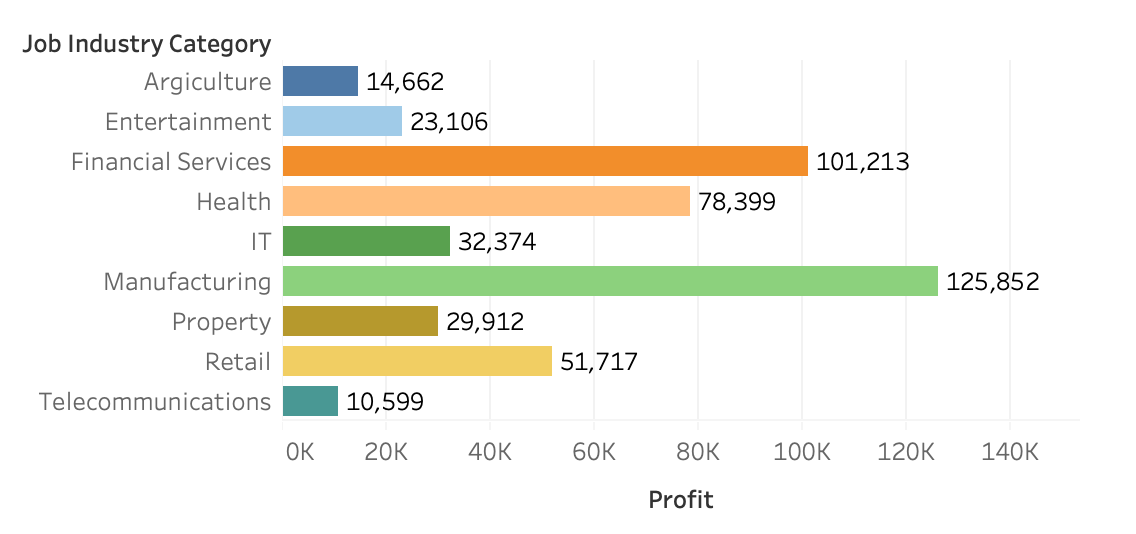 Job Industry Category
Argiculture 14,662
Entertainment 23,106
Financial Services 101,213
Health 78,399
IT 32,374
Manufacturing 125,852
Property 29,912
Retail 51,717
Telecommunications 10,599
0K 20K 40K 60K 80K 100K 120K 140K
Profit